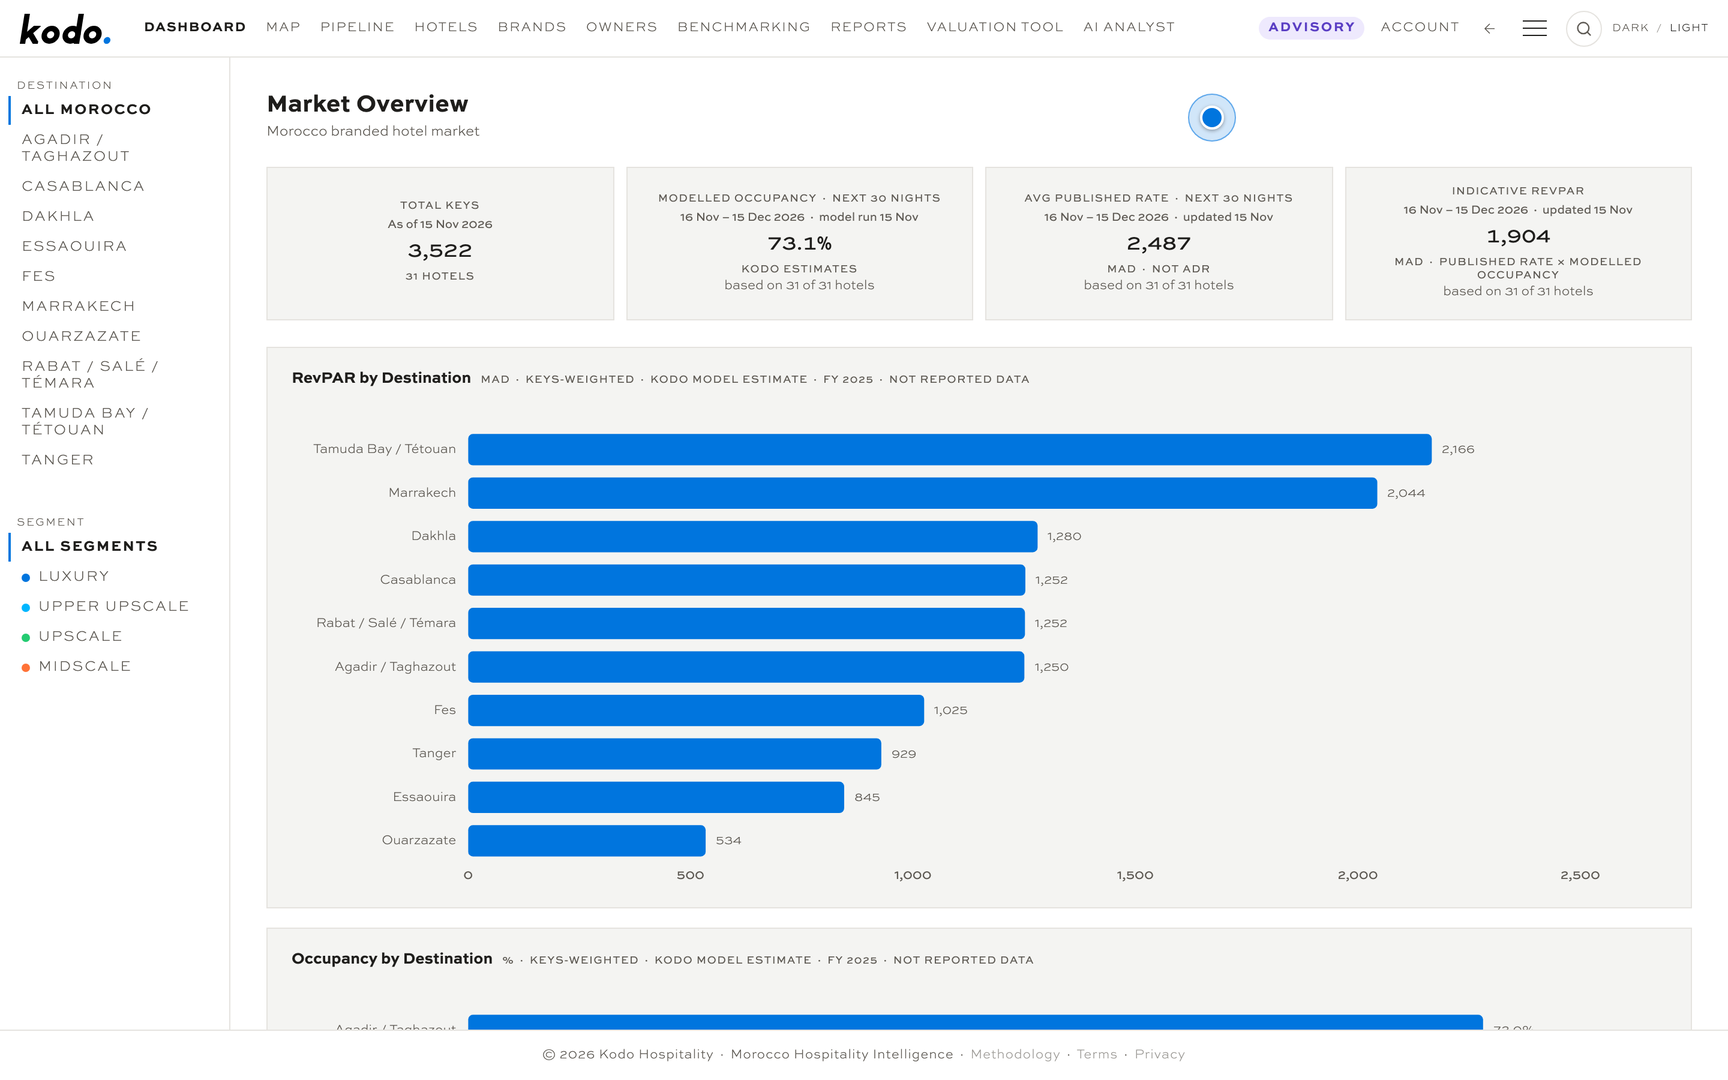 kodo.
DASHBOARD MAP PIPELINE HOTELS BRANDS OWNERS BENCHMARKING REPORTS VALUATION TOOL AI ANALYST ADVISORY ACCOUNT ← DARK / LIGHT
DESTINATION
ALL MOROCCO
AGADIR /
TAGHAZOUT
CASABLANCA
DAKHLA
ESSAOUIRA
FES
MARRAKECH
OUARZAZATE
RABAT / SALÉ /
TÉMARA
TAMUDA BAY /
TÉTOUAN
TANGER
SEGMENT
ALL SEGMENTS
LUXURY
UPPER UPSCALE
UPSCALE
MIDSCALE
Market Overview
Morocco branded hotel market
TOTAL KEYS
As of 15 Nov 2026
3,522
31 HOTELS
MODELLED OCCUPANCY · NEXT 30 NIGHTS
16 Nov – 15 Dec 2026 · model run 15 Nov
73.1%
KODO ESTIMATES
based on 31 of 31 hotels
AVG PUBLISHED RATE · NEXT 30 NIGHTS
16 Nov – 15 Dec 2026 · updated 15 Nov
2,487
MAD · NOT ADR
based on 31 of 31 hotels
INDICATIVE REVPAR
16 Nov – 15 Dec 2026 · updated 15 Nov
1,904
MAD · PUBLISHED RATE × MODELLED
OCCUPANCY
based on 31 of 31 hotels
RevPAR by Destination MAD · KEYS-WEIGHTED · KODO MODEL ESTIMATE · FY 2025 · NOT REPORTED DATA
Tamuda Bay / Tétouan 2,166
Marrakech 2,044
Dakhla 1,280
Casablanca 1,252
Rabat / Salé / Témara 1,252
Agadir / Taghazout 1,250
Fes 1,025
Tanger 929
Essaouira 845
Ouarzazate 534
0 500 1,000 1,500 2,000 2,500
Occupancy by Destination % · KEYS-WEIGHTED · KODO MODEL ESTIMATE · FY 2025 · NOT REPORTED DATA
Agadir / Taghazout
© 2026 Kodo Hospitality · Morocco Hospitality Intelligence · Methodology · Terms · Privacy